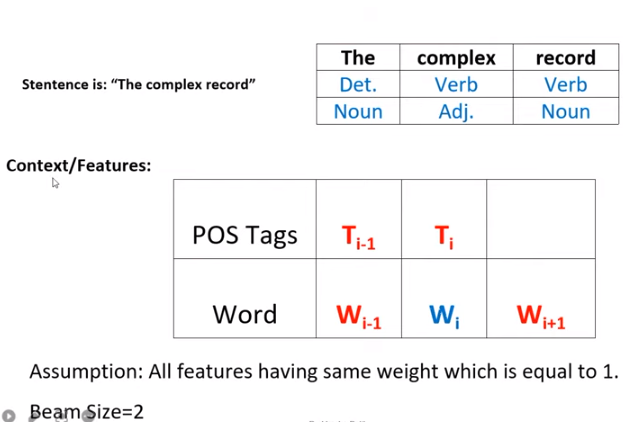 The complex record
Stentence is: “The complex record”
Det. Verb Verb
Noun Adj. Noun
Context/Features:
POS Tags Ti-1 Ti
Word Wi-1 Wi Wi+1
Assumption: All features having same weight which is equal to 1.
Beam Size=2